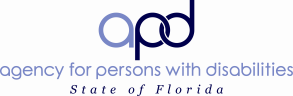 apd
agency for persons with disabilities
State of Florida